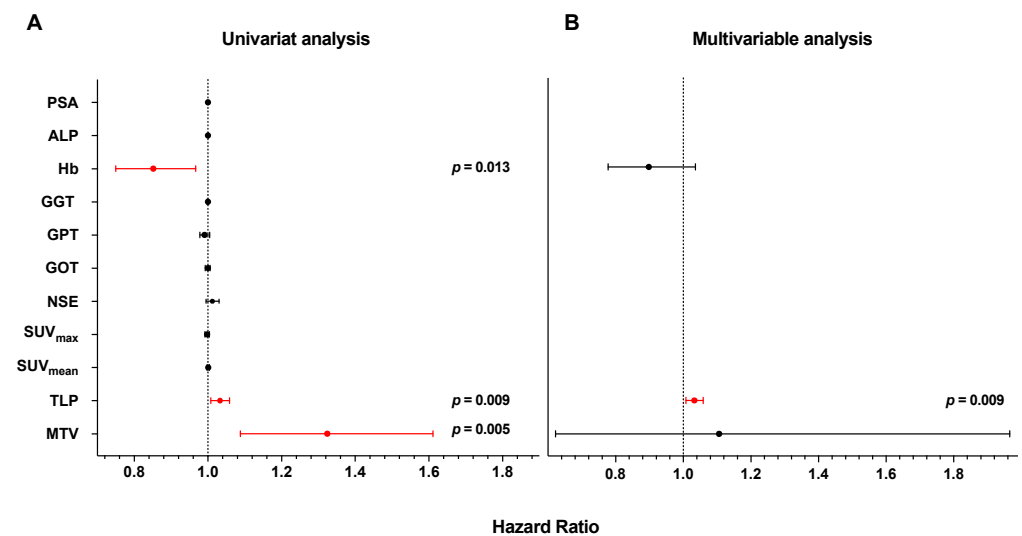 A
Univariat analysis
PSA
ALP
Hb
p = 0.013
GGT
GPT
GOT
NSE
SUVmax
SUVmean
TLP
p = 0.009
MTV
p = 0.005
0.8 1.0 1.2 1.4 1.6 1.8
B
Multivariable analysis
p = 0.009
0.8 1.0 1.2 1.4 1.6 1.8
Hazard Ratio